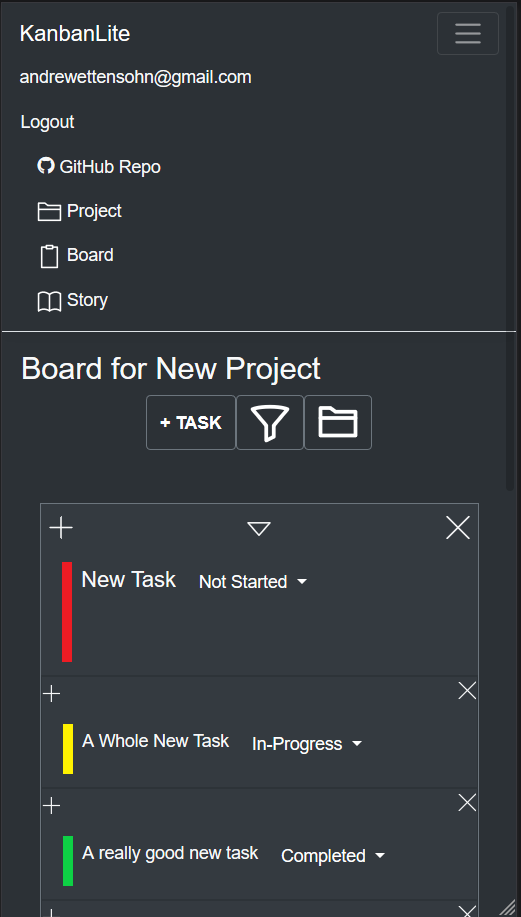 KanbanLite
andrewettensohn@gmail.com
Logout
GitHub Repo
Project
Board
Story
Board for New Project
+ TASK
New Task Not Started
A Whole New Task In-Progress
A really good new task Completed